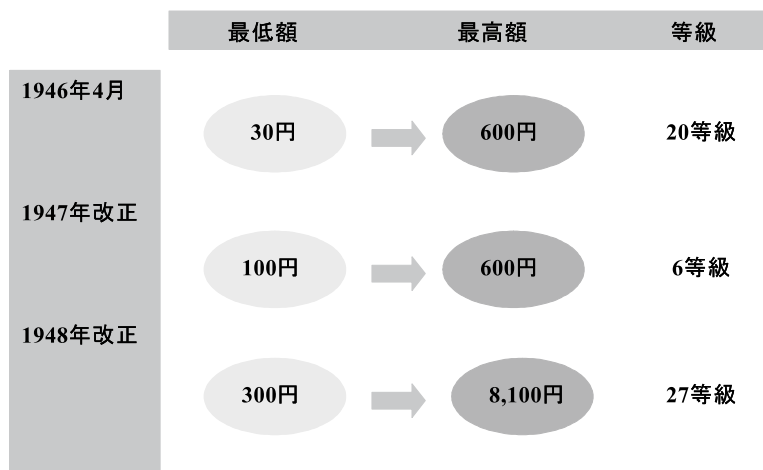 最低額 最高額 等級
1946年4月
30円 600円 20等級
1947年改正
100円 600円 6等級
1948年改正
300円 8,100円 27等級